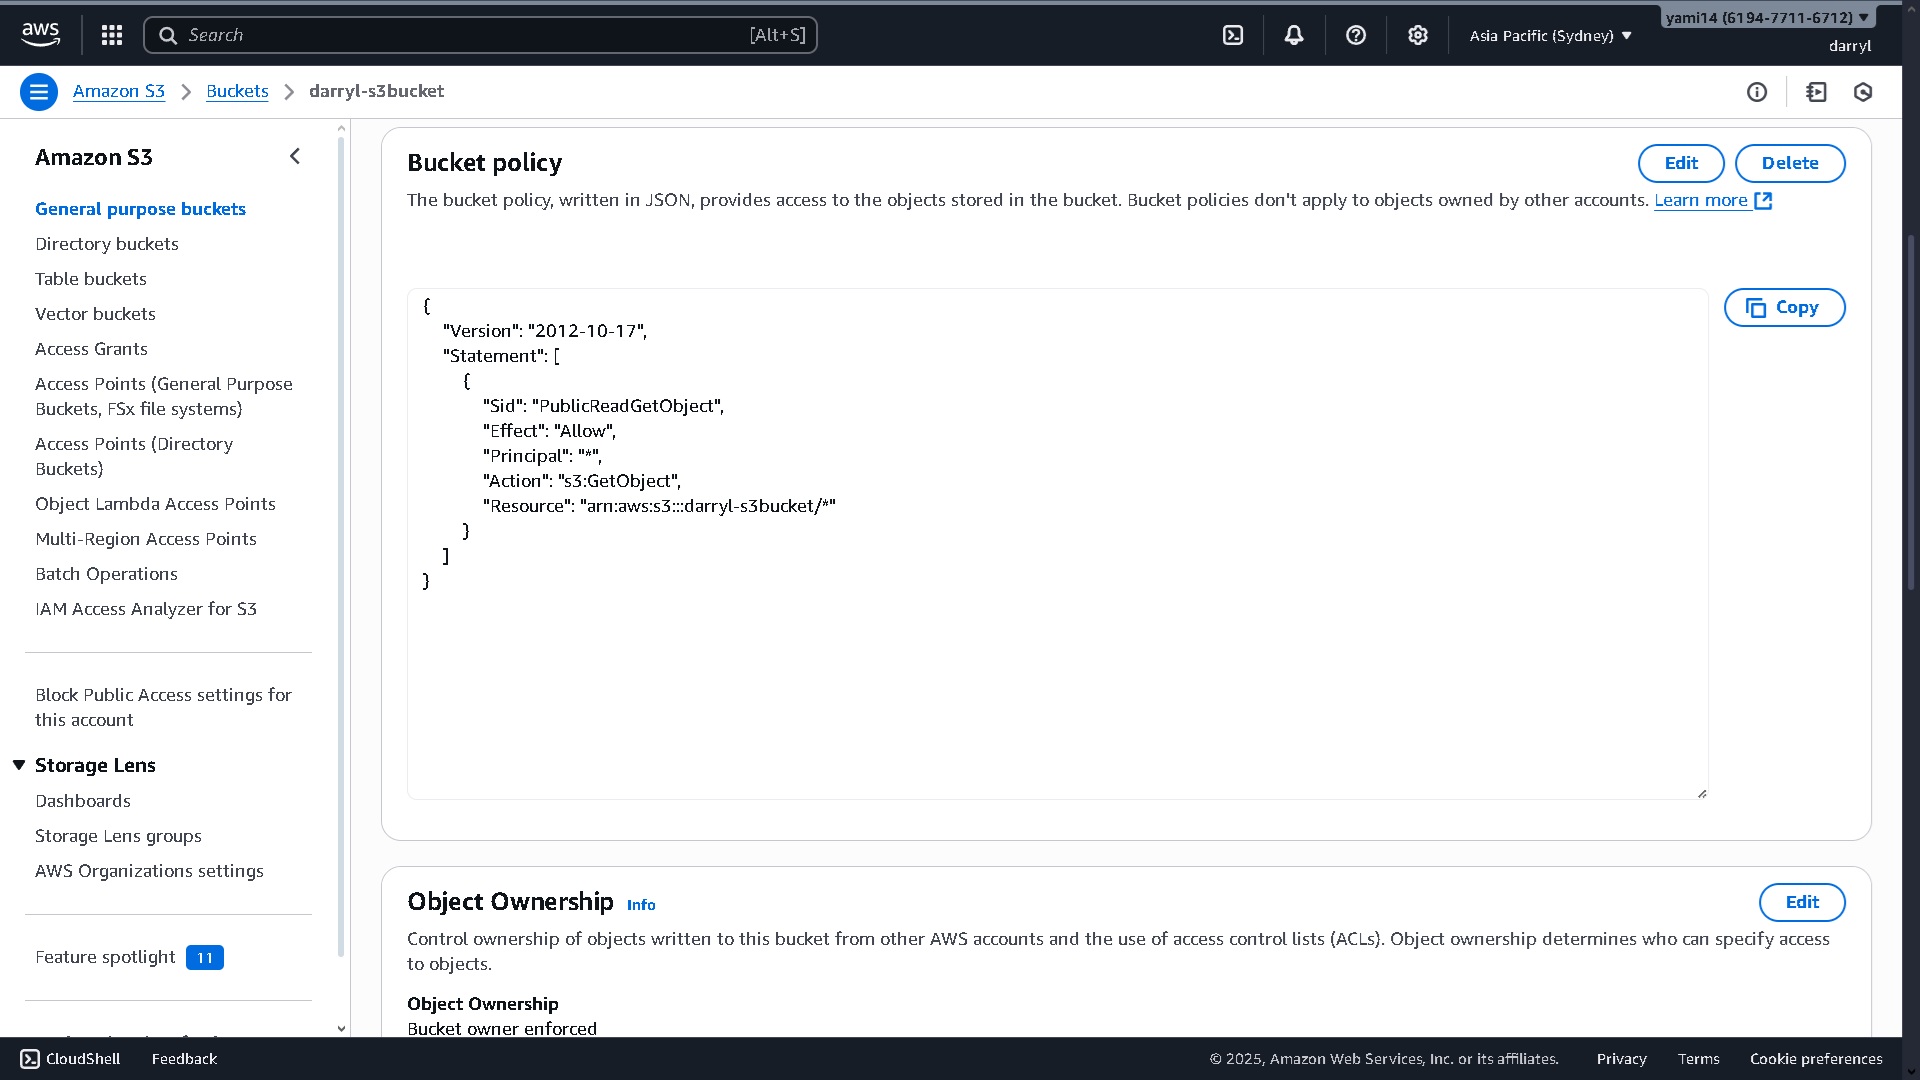 aws
Search
[Alt+S]
Asia Pacific (Sydney)
yami14 (6194-7711-6712)
darryl
Amazon S3
Buckets
darryl-s3bucket
Amazon S3
General purpose buckets
Directory buckets
Table buckets
Vector buckets
Access Grants
Access Points (General Purpose
Buckets, FSx file systems)
Access Points (Directory
Buckets)
Object Lambda Access Points
Multi-Region Access Points
Batch Operations
IAM Access Analyzer for S3
Block Public Access settings for
this account
Storage Lens
Dashboards
Storage Lens groups
AWS Organizations settings
Feature spotlight 11
Bucket policy
Edit
Delete
The bucket policy, written in JSON, provides access to the objects stored in the bucket. Bucket policies don't apply to objects owned by other accounts. Learn more
Copy
{
"Version": "2012-10-17",
"Statement": [
{
"Sid": "PublicReadGetObject",
"Effect": "Allow",
"Principal": "*",
"Action": "s3:GetObject",
"Resource": "arn:aws:s3:::darryl-s3bucket/*"
}
]
}
Object Ownership Info
Edit
Control ownership of objects written to this bucket from other AWS accounts and the use of access control lists (ACLs). Object ownership determines who can specify access
to objects.
Object Ownership
Bucket owner enforced
CloudShell
Feedback
© 2025, Amazon Web Services, Inc. or its affiliates.
Privacy
Terms
Cookie preferences